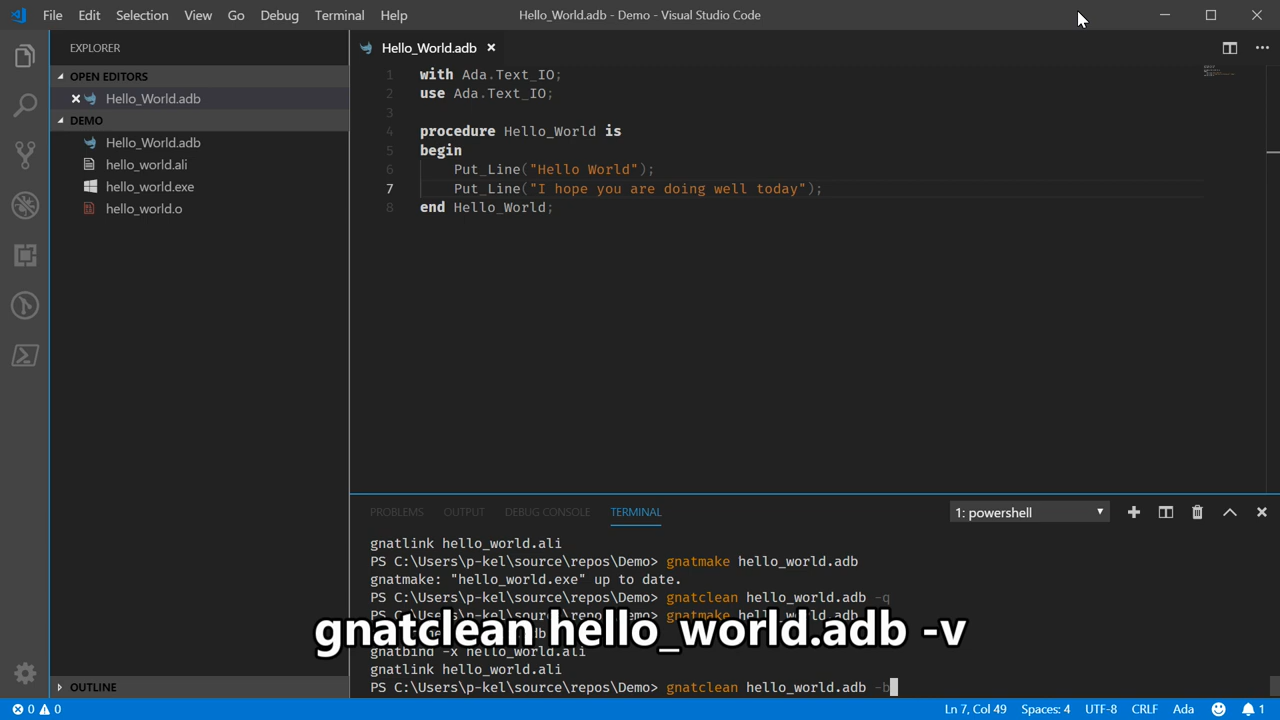 File Edit Selection View Go Debug Terminal Help
Hello_World.adb - Demo - Visual Studio Code
EXPLORER
OPEN EDITORS
Hello_World.adb
DEMO
Hello_World.adb
hello_world.ali
hello_world.exe
hello_world.o
OUTLINE
Hello_World.adb
1 with Ada.Text_IO;
2 use Ada.Text_IO;
3
4 procedure Hello_World is
5 begin
6 Put_Line("Hello World");
7 Put_Line("I hope you are doing well today");
8 end Hello_World;
PROBLEMS OUTPUT DEBUG CONSOLE TERMINAL
1: powershell
gnatlink hello_world.ali
PS C:\Users\p-kel\source\repos\Demo> gnatmake hello_world.adb
gnatmake: "hello_world.exe" up to date.
PS C:\Users\p-kel\source\repos\Demo> gnatclean hello_world.adb -q
PS C:\Users\p-kel\source\repos\Demo> gnatmake hello_world.adb
gnatbind -x hello_world.ali
gnatlink hello_world.ali
PS C:\Users\p-kel\source\repos\Demo> gnatclean hello_world.adb -b
gnatclean hello_world.adb -v
0 0
Ln 7, Col 49 Spaces: 4 UTF-8 CRLF Ada 1